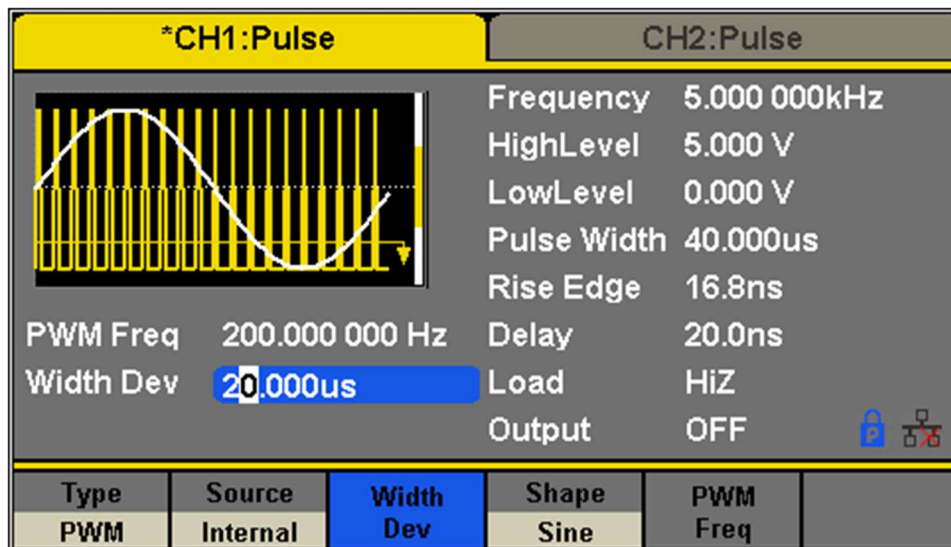 *CH1:Pulse CH2:Pulse
Frequency 5.000 000kHz
HighLevel 5.000 V
LowLevel 0.000 V
Pulse Width 40.000us
Rise Edge 16.8ns
PWM Freq 200.000 000 Hz Delay 20.0ns
Width Dev 20.000us Load HiZ
Output OFF P
Type Source Width Dev Shape PWM Freq
PWM Internal Sine